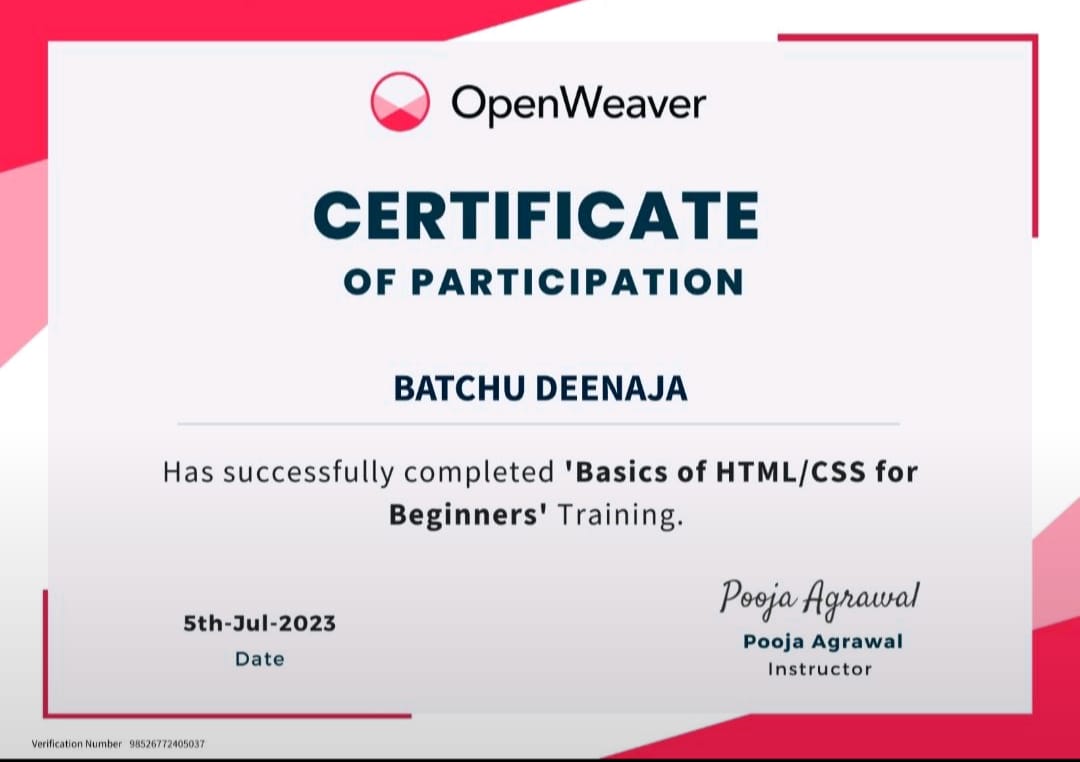 OpenWeaver
CERTIFICATE
OF PARTICIPATION
BATCHU DEENAJA
Has successfully completed 'Basics of HTML/CSS for
Beginners' Training.
5th-Jul-2023
Date
Pooja Agrawal
Pooja Agrawal
Instructor
Verification Number 98526772405037